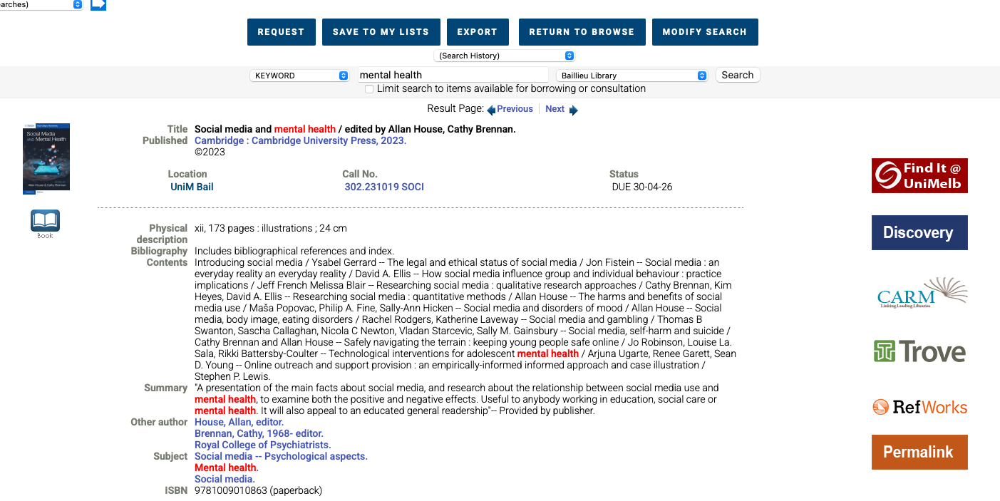 arches)
REQUEST SAVE TO MY LISTS EXPORT RETURN TO BROWSE MODIFY SEARCH
(Search History)
KEYWORD mental health Baillieu Library Search
Limit search to items available for borrowing or consultation
Result Page: Previous Next
Social Media
AND Mental Health
Allan House & Cathy Brennan
Book
Title Social media and mental health / edited by Allan House, Cathy Brennan.
Published Cambridge : Cambridge University Press, 2023.
©2023
Location Call No. Status
UniM Bail 302.231019 SOCI DUE 30-04-26
Physical description xii, 173 pages : illustrations ; 24 cm
Bibliography Includes bibliographical references and index.
Contents Introducing social media / Ysabel Gerrard -- The legal and ethical status of social media / Jon Fistein -- Social media : an
everyday reality an everyday reality / David A. Ellis -- How social media influence group and individual behaviour : practice
implications / Jeff French Melissa Blair -- Researching social media : qualitative research approaches / Cathy Brennan, Kim
Heyes, David A. Ellis -- Researching social media : quantitative methods / Allan House -- The harms and benefits of social
media use / Maša Popovac, Philip A. Fine, Sally-Ann Hicken -- Social media and disorders of mood / Allan House -- Social
media, body image, eating disorders / Rachel Rodgers, Katherine Laveway -- Social media and gambling / Thomas B
Swanton, Sascha Callaghan, Nicola C Newton, Vladan Starcevic, Sally M. Gainsbury -- Social media, self-harm and suicide /
Cathy Brennan and Allan House -- Safely navigating the terrain : keeping young people safe online / Jo Robinson, Louise La.
Sala, Rikki Battersby-Coulter -- Technological interventions for adolescent mental health / Arjuna Ugarte, Renee Garett, Sean
D. Young -- Online outreach and support provision : an empirically-informed informed approach and case illustration /
Stephen P. Lewis.
Summary "A presentation of the main facts about social media, and research about the relationship between social media use and
mental health, to examine both the positive and negative effects. Useful to anybody working in education, social care or
mental health. It will also appeal to an educated general readership"-- Provided by publisher.
Other author House, Allan, editor.
Brennan, Cathy, 1968- editor.
Royal College of Psychiatrists.
Subject Social media -- Psychological aspects.
Mental health.
Social media.
ISBN 9781009010863 (paperback)
Find It @
UniMelb
Discovery
CARM
Linking Leading Libraries
Trove
RefWorks
Permalink